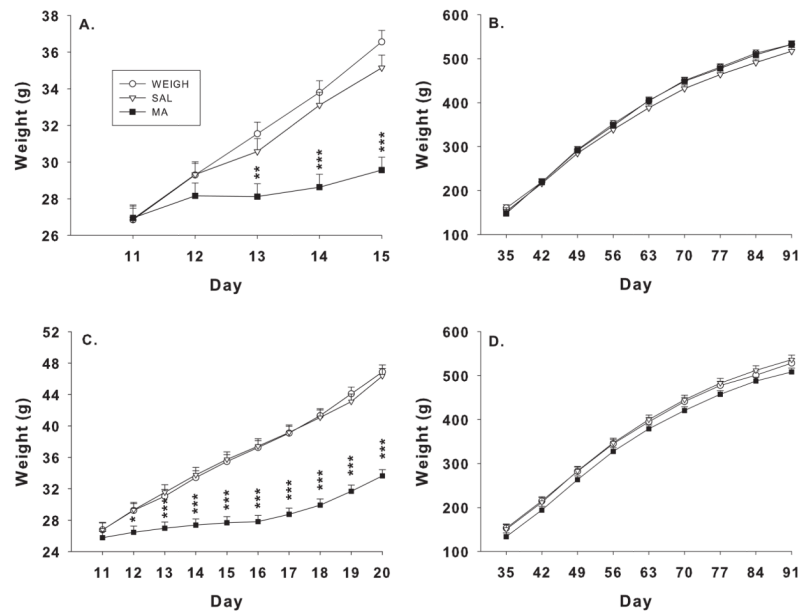 A.
Weight (g)
38
36
34
32
30
28
26
WEIGH
SAL
MA
**
***
***
11 12 13 14 15
Day
B.
Weight (g)
600
500
400
300
200
100
35 42 49 56 63 70 77 84 91
Day
C.
Weight (g)
52
48
44
40
36
32
28
24
*
***
***
***
***
***
***
***
***
11 12 13 14 15 16 17 18 19 20
Day
D.
Weight (g)
600
500
400
300
200
100
35 42 49 56 63 70 77 84 91
Day